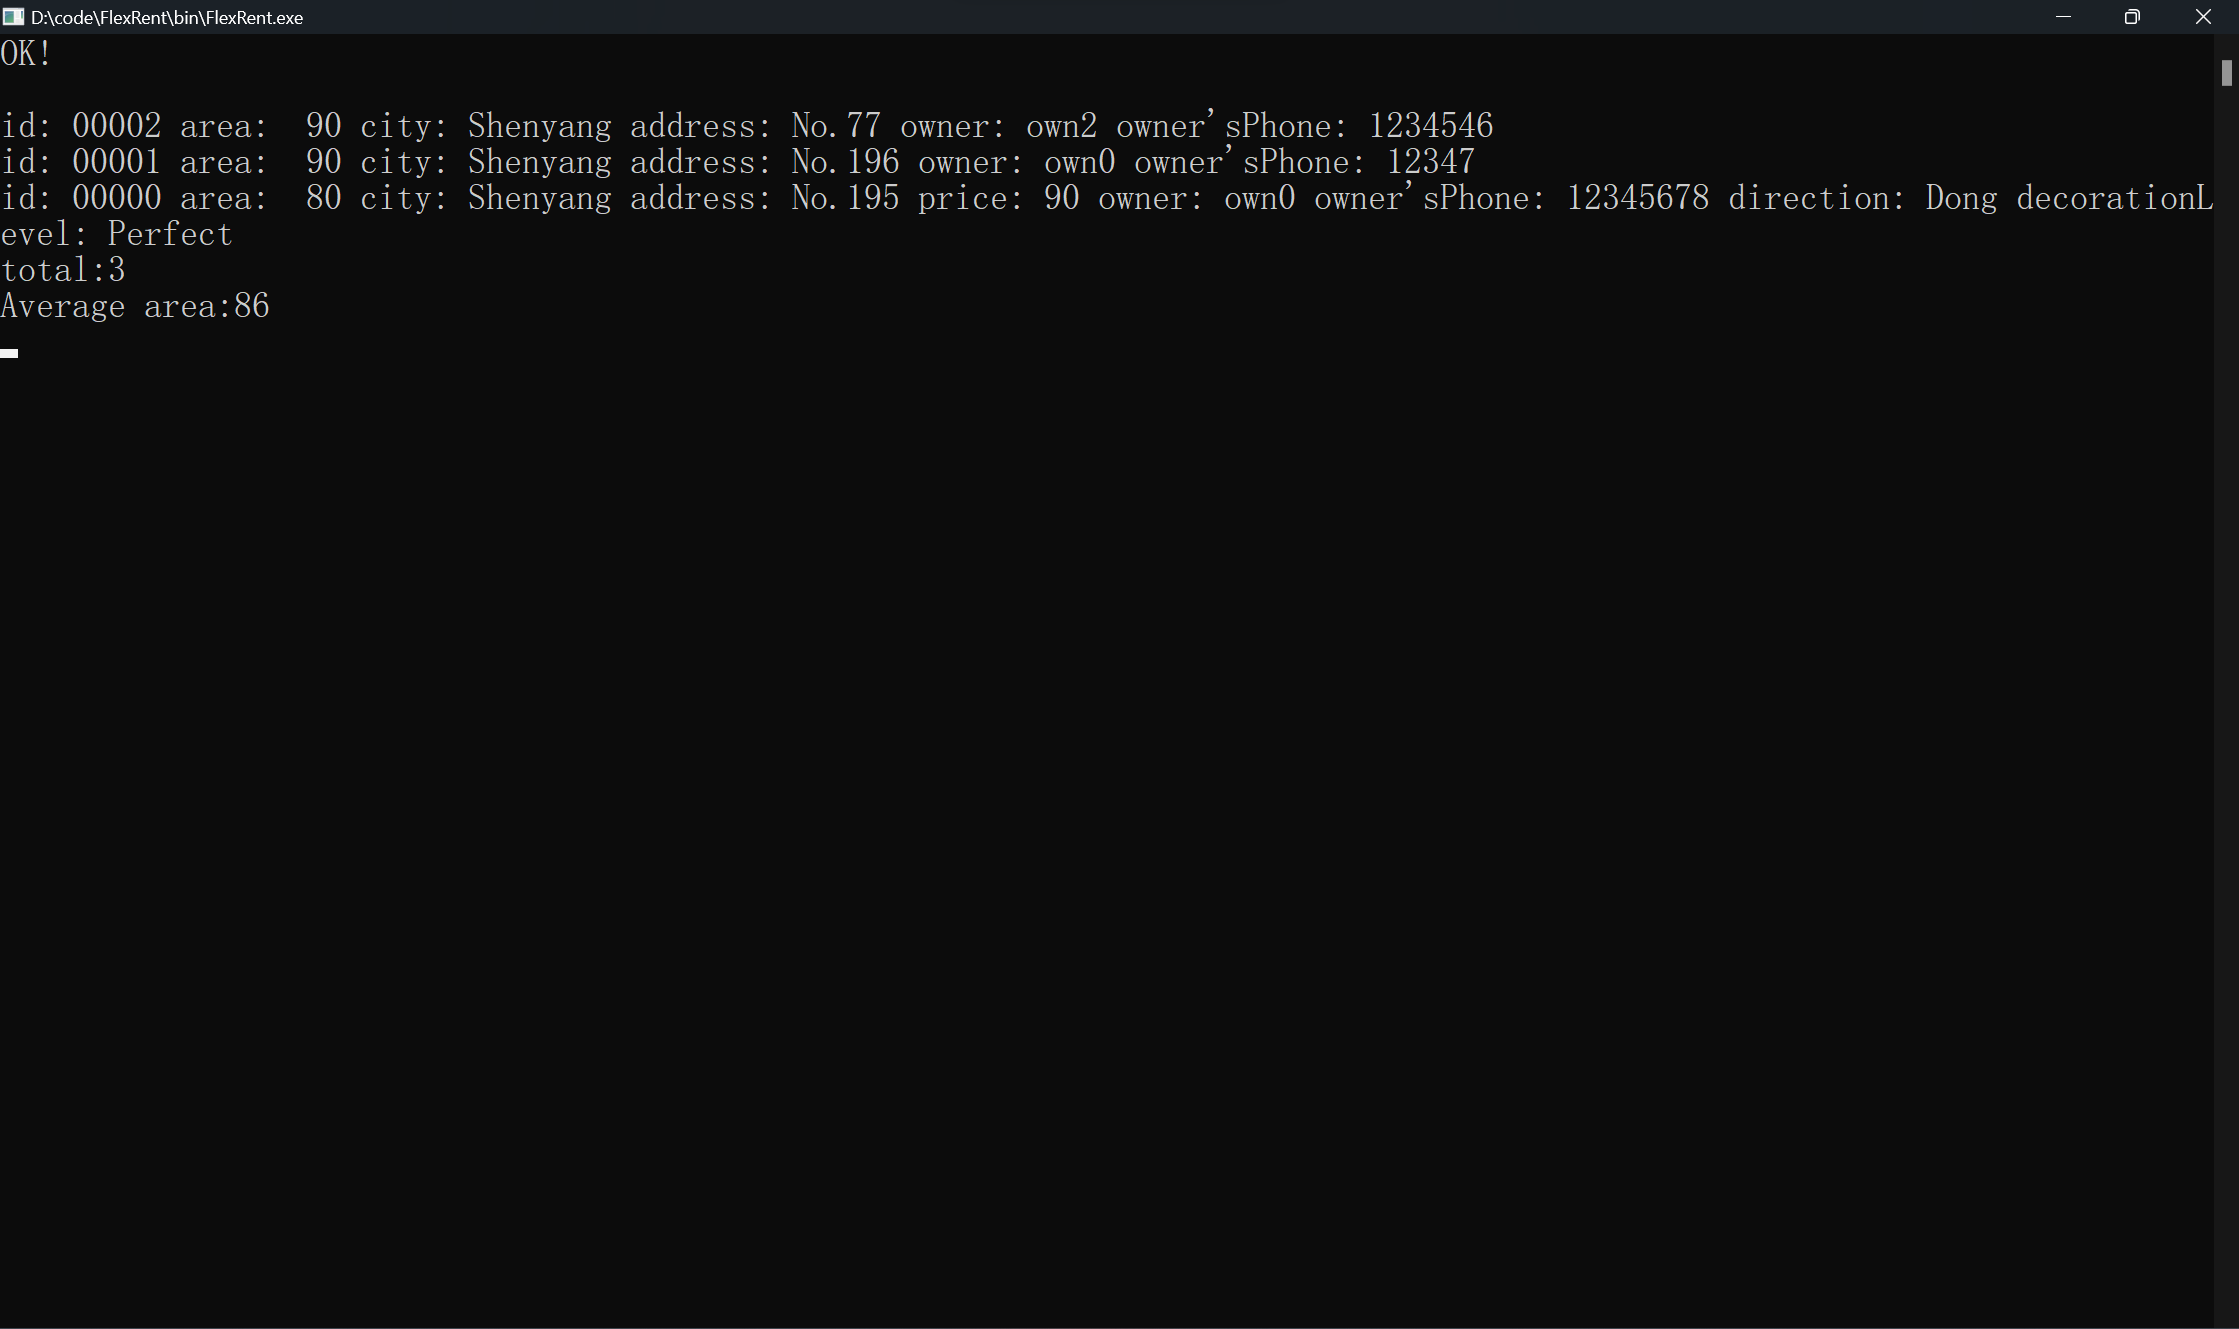 D:\code\FlexRent\bin\FlexRent.exe
OK!
id: 00002 area:  90 city: Shenyang address: No.77 owner: own2 owner'sPhone: 1234546
id: 00001 area:  90 city: Shenyang address: No.196 owner: own0 owner'sPhone: 12347
id: 00000 area:  80 city: Shenyang address: No.195 price: 90 owner: own0 owner'sPhone: 12345678 direction: Dong decorationL
evel: Perfect
total:3
Average area:86